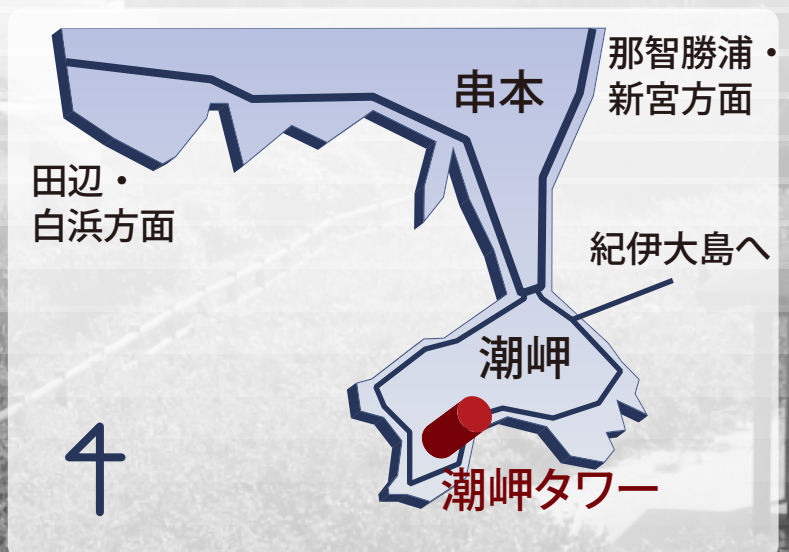 那智勝浦・
新宮方面
串本
田辺・
白浜方面
紀伊大島へ
潮岬
潮岬タワー